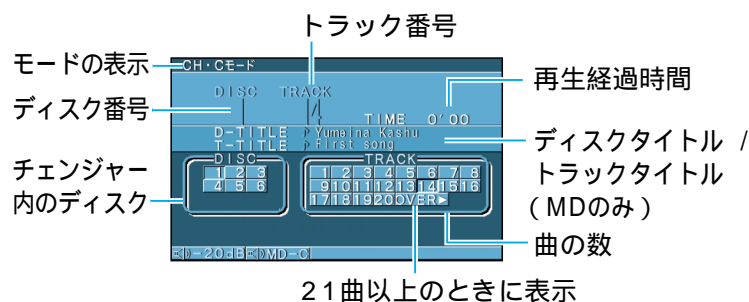 トラック番号
モードの表示
CH・Cモード
DISC TRACK
再生経過時間
ディスク番号
TIME 0'00
D-TITLE Yumeina Kashu
T-TITLE First song
ディスクタイトル /
トラックタイトル
(MDのみ)
チェンジャー
内のディスク
DISC
1 2 3
4 5 6
TRACK
1 2 3 4 5 6 7 8
9 10 11 12 13 14 15 16
17 18 19 20 OVER▶
曲の数
-20dB MD-C
21曲以上のときに表示